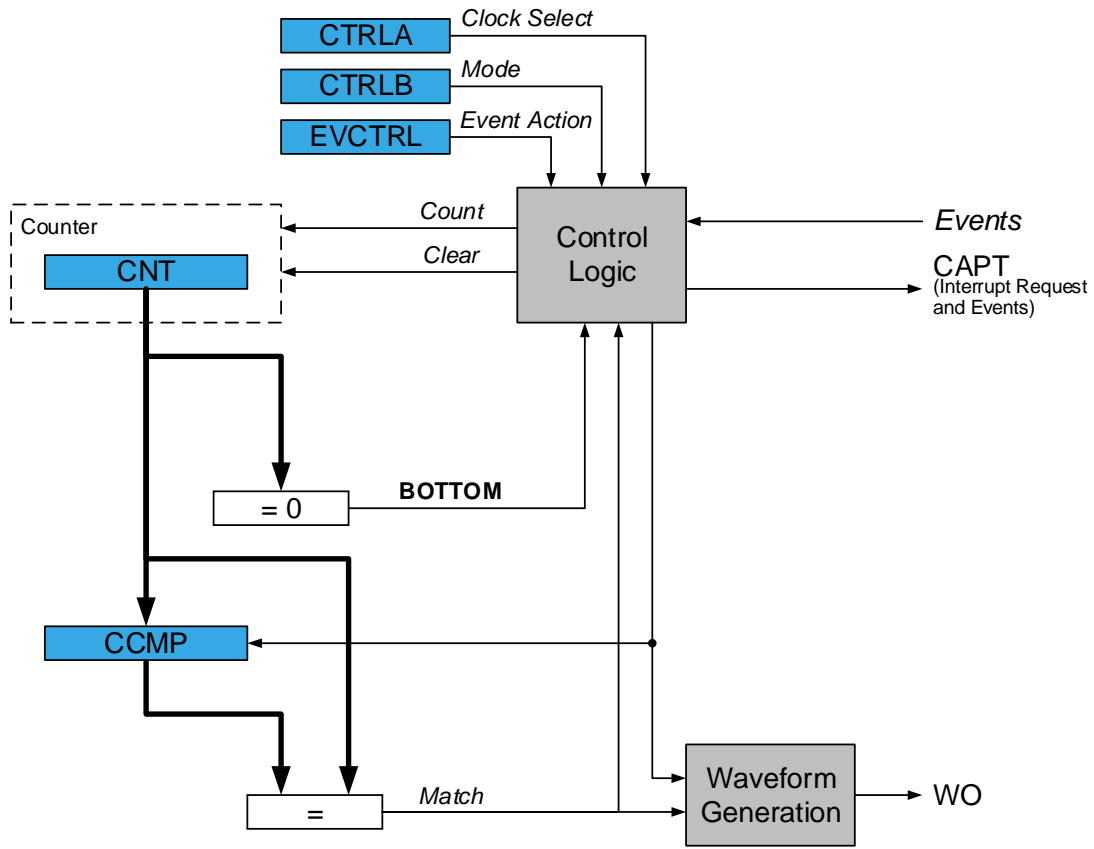 CTRLA
Clock Select
CTRLB
Mode
EVCTRL
Event Action
Counter
CNT
Count
Clear
Control
Logic
Events
CAPT
(Interrupt Request
and Events)
= 0
BOTTOM
CCMP
=
Match
Waveform
Generation
WO